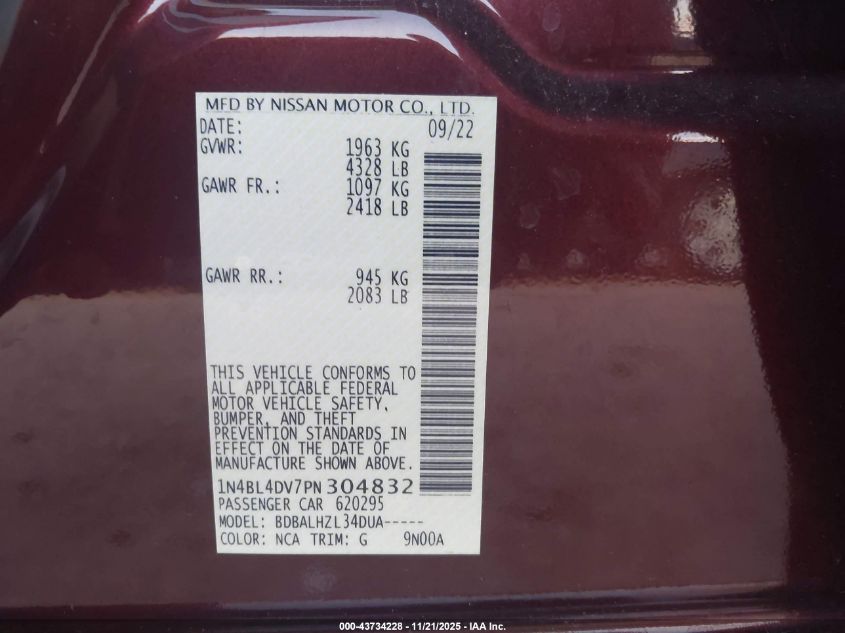 MFD BY NISSAN MOTOR CO., LTD.
DATE: 09/22
GVWR: 1963 KG
4328 LB
GAWR FR.: 1097 KG
2418 LB
GAWR RR.: 945 KG
2083 LB
THIS VEHICLE CONFORMS TO
ALL APPLICABLE FEDERAL
MOTOR VEHICLE SAFETY,
BUMPER, AND THEFT
PREVENTION STANDARDS IN
EFFECT ON THE DATE OF
MANUFACTURE SHOWN ABOVE.
1N4BL4DV7PN304832
PASSENGER CAR 620295
MODEL: BDBALHZL34DUA-----
COLOR: NCA TRIM: G 9N00A
000-43734228 - 11/21/2025 - IAA Inc.